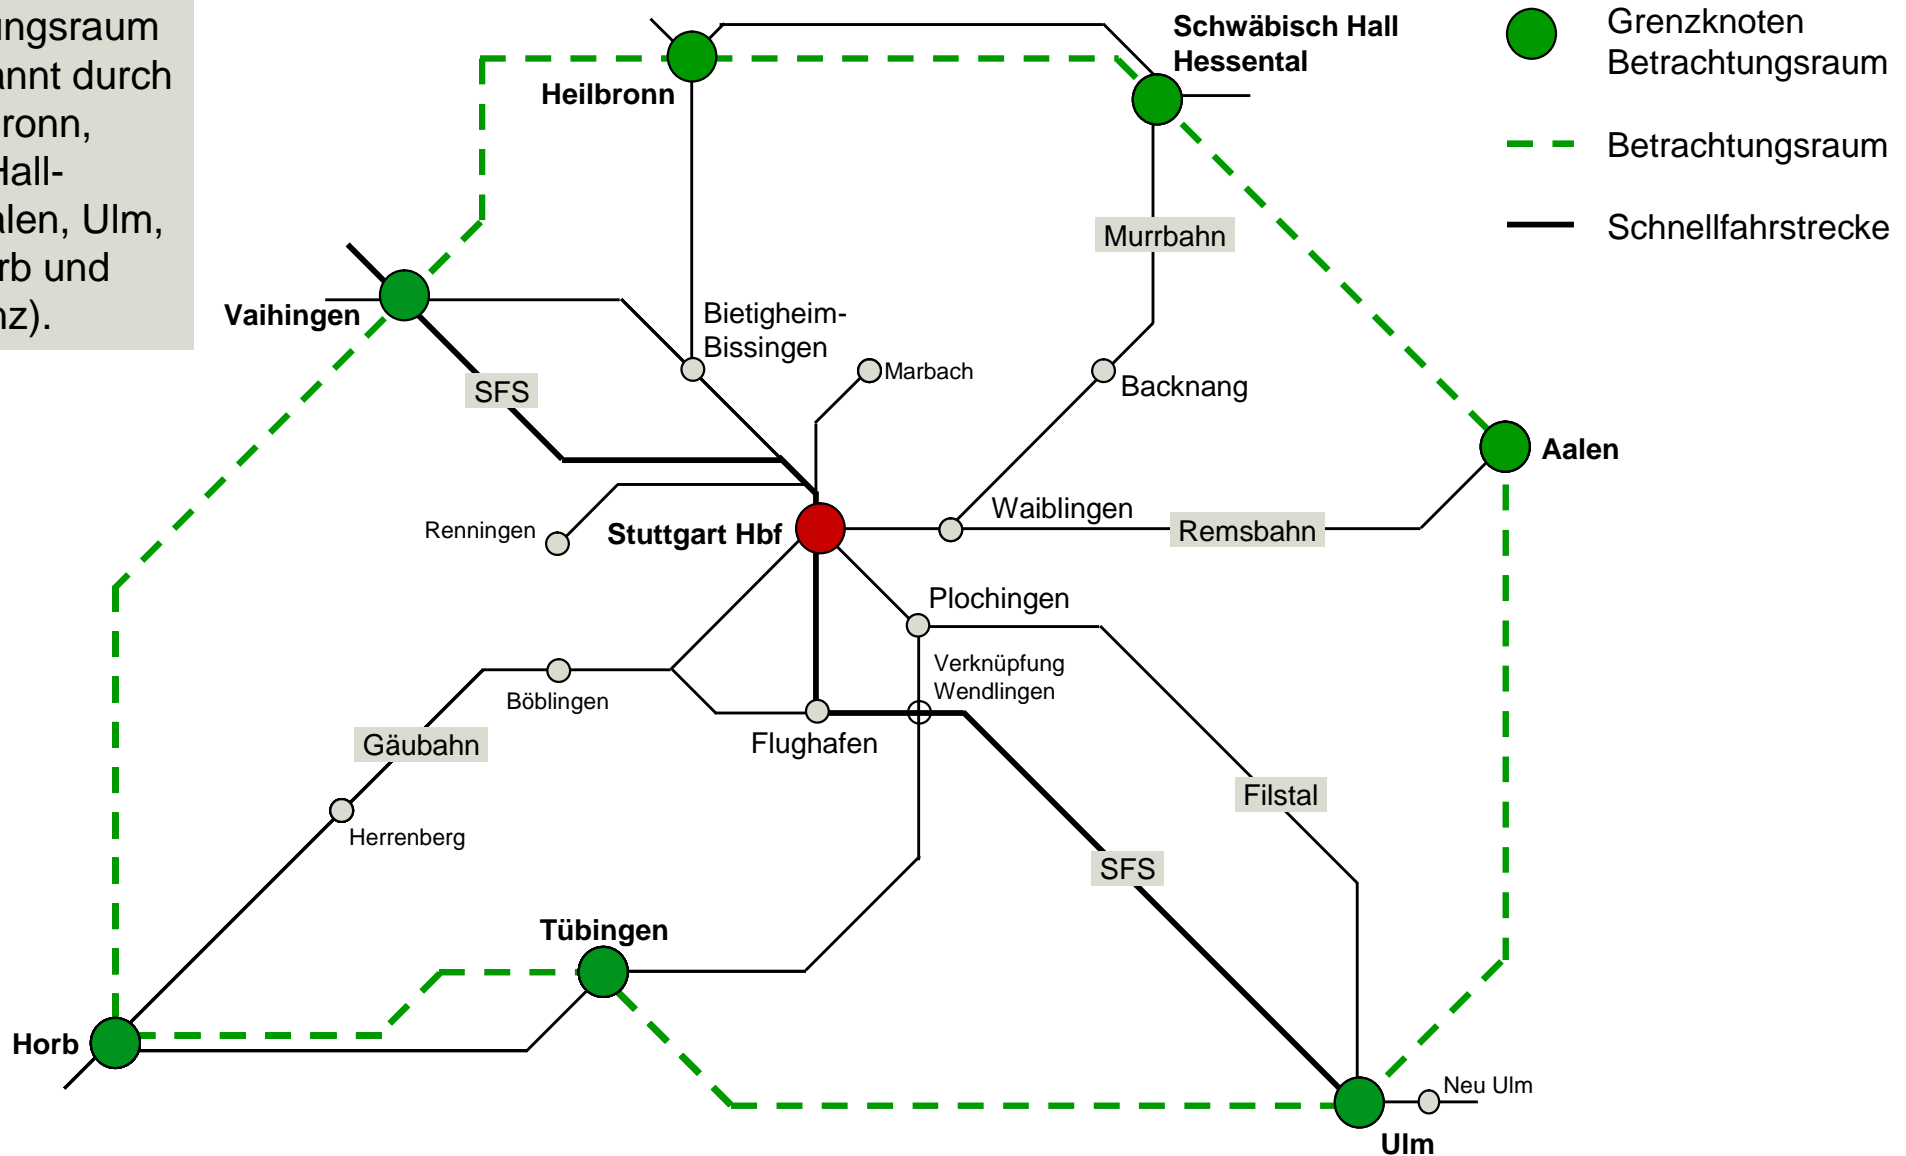 ungsraum
annt durch
ronn,
Hall-
alen, Ulm,
rb und
nz).
Schwäbisch Hall
Hessental
Grenzknoten
Betrachtungsraum
Heilbronn
Betrachtungsraum
Murrbahn
Schnellfahrstrecke
Vaihingen
Bietigheim-
Bissingen
Marbach
SFS
Backnang
Aalen
Waiblingen
Renningen
Stuttgart Hbf
Remsbahn
Plochingen
Verknüpfung
Wendlingen
Böblingen
Gäubahn
Flughafen
Filstal
Herrenberg
SFS
Tübingen
Horb
Neu Ulm
Ulm